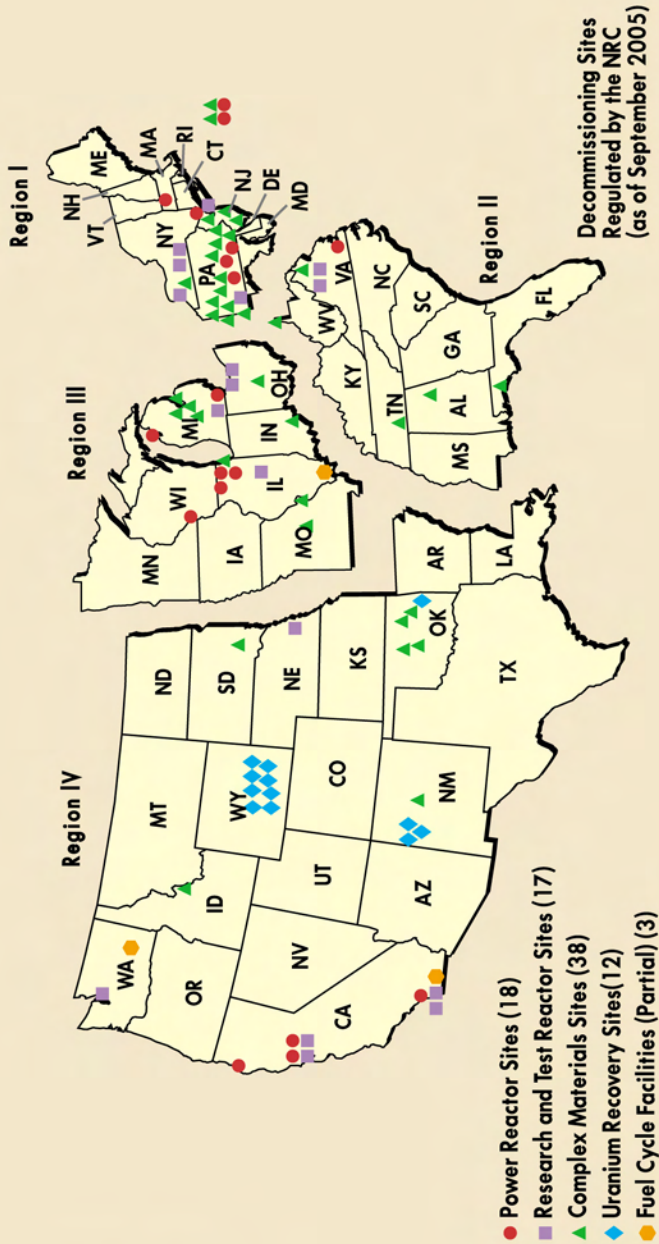 Region I
Region II
Region III
Region IV
WA
OR
CA
NV
ID
MT
WY
UT
AZ
CO
NM
ND
SD
NE
KS
OK
TX
MN
WI
IA
MO
IL
MI
IN
OH
AR
LA
ME
NH
VT
MA
RI
CT
NY
NJ
PA
DE
MD
WV
VA
KY
NC
TN
SC
MS
AL
GA
FL
Power Reactor Sites (18)
Research and Test Reactor Sites (17)
Complex Materials Sites (38)
Uranium Recovery Sites(12)
Fuel Cycle Facilities (Partial) (3)
Decommissioning Sites
Regulated by the NRC
(as of September 2005)